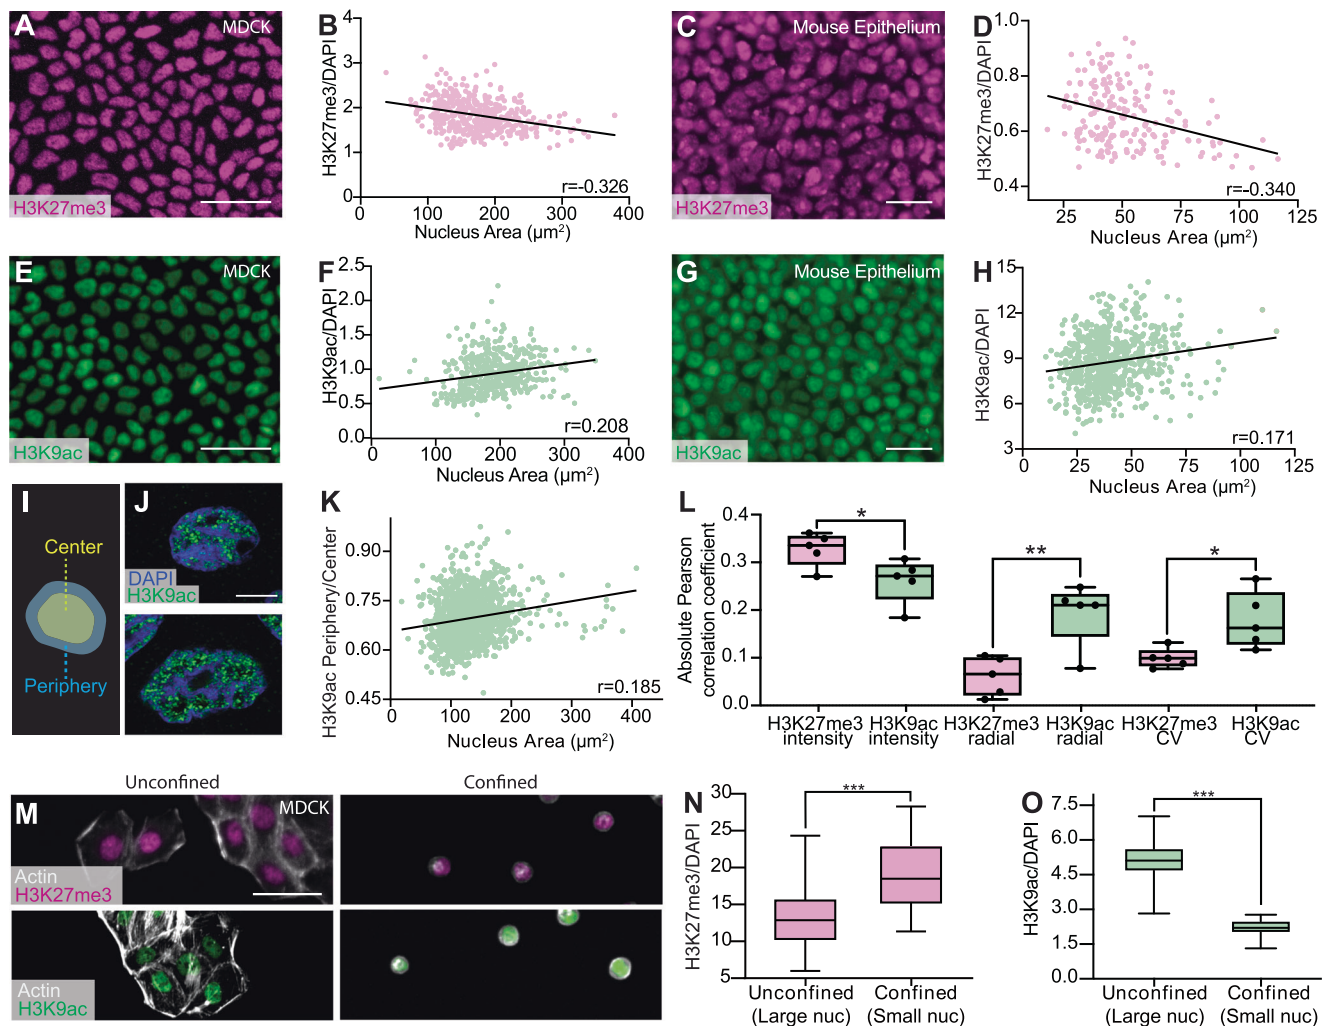 A
MDCK
H3K27me3
B
H3K27me3/DAPI
4
3
2
1
0
0
100
200
300
400
r=-0.326
Nucleus Area (µm²)
C
Mouse Epithelium
H3K27me3
D
H3K27me3/DAPI
1.0
0.8
0.6
0.4
25
50
75
100
125
r=-0.340
Nucleus Area (µm²)
E
MDCK
H3K9ac
F
H3K9ac/DAPI
2.5
2.0
1.5
1.0
0.5
0.0
0
100
200
300
400
r=0.208
Nucleus Area (µm²)
G
Mouse Epithelium
H3K9ac
H
H3K9ac/DAPI
15
12
9
6
3
0
25
50
75
100
125
r=0.171
Nucleus Area (µm²)
I
Center
Periphery
J
DAPI
H3K9ac
K
H3K9ac Periphery/Center
0.90
0.75
0.60
0.45
0
100
200
300
400
r=0.185
Nucleus Area (µm²)
L
Absolute Pearson
correlation coefficient
0.4
0.3
0.2
0.1
0.0
*
**
*
H3K27me3
intensity
H3K9ac
intensity
H3K27me3
radial
H3K9ac
radial
H3K27me3
CV
H3K9ac
CV
Unconfined
Confined
M
MDCK
Actin
H3K27me3
Actin
H3K9ac
N
H3K27me3/DAPI
30
25
20
15
10
5
***
Unconfined
(Large nuc)
Confined
(Small nuc)
O
H3K9ac/DAPI
7.5
6.0
4.5
3.0
1.5
0.0
***
Unconfined
(Large nuc)
Confined
(Small nuc)